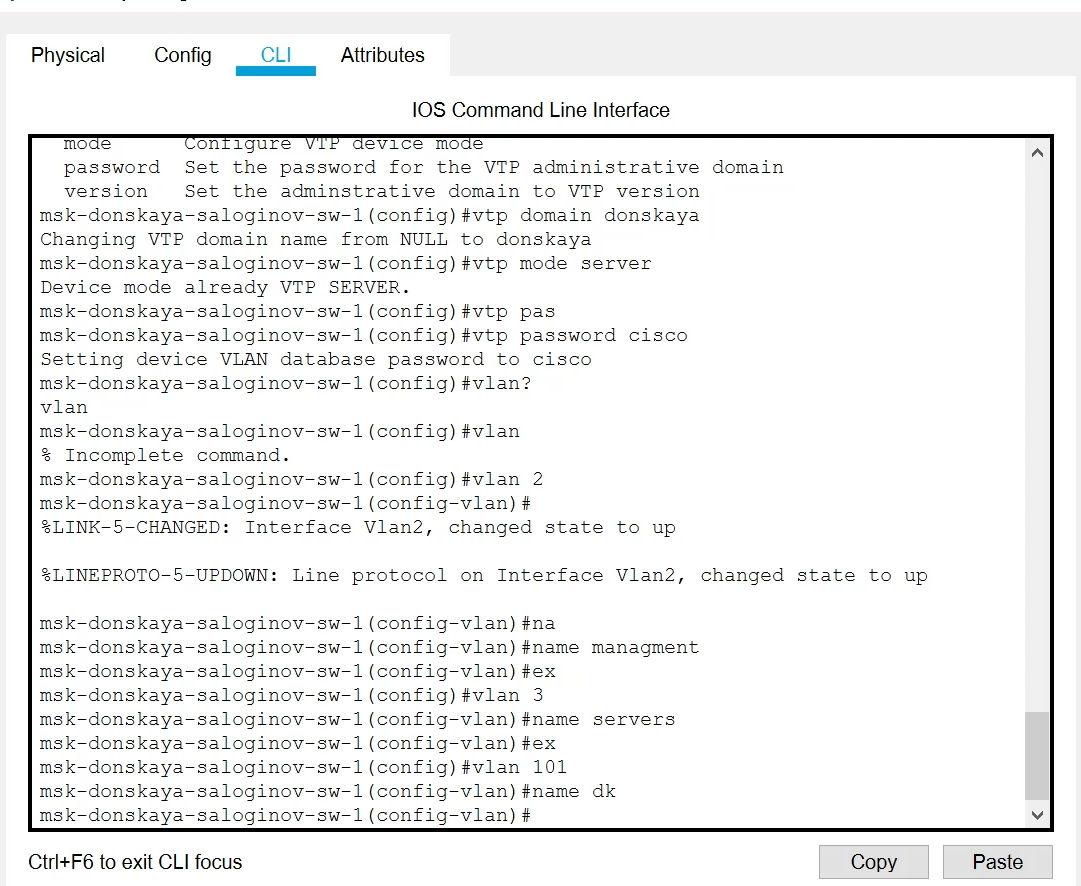 Physical Config CLI Attributes
IOS Command Line Interface
mode Configure VTP device mode
password Set the password for the VTP administrative domain
version Set the adminstrative domain to VTP version
msk-donskaya-saloginov-sw-1(config)#vtp domain donskaya
Changing VTP domain name from NULL to donskaya
msk-donskaya-saloginov-sw-1(config)#vtp mode server
Device mode already VTP SERVER.
msk-donskaya-saloginov-sw-1(config)#vtp pas
msk-donskaya-saloginov-sw-1(config)#vtp password cisco
Setting device VLAN database password to cisco
msk-donskaya-saloginov-sw-1(config)#vlan?
vlan
msk-donskaya-saloginov-sw-1(config)#vlan
% Incomplete command.
msk-donskaya-saloginov-sw-1(config)#vlan 2
msk-donskaya-saloginov-sw-1(config-vlan)#
%LINK-5-CHANGED: Interface Vlan2, changed state to up
%LINEPROTO-5-UPDOWN: Line protocol on Interface Vlan2, changed state to up
msk-donskaya-saloginov-sw-1(config-vlan)#na
msk-donskaya-saloginov-sw-1(config-vlan)#name managment
msk-donskaya-saloginov-sw-1(config-vlan)#ex
msk-donskaya-saloginov-sw-1(config)#vlan 3
msk-donskaya-saloginov-sw-1(config-vlan)#name servers
msk-donskaya-saloginov-sw-1(config-vlan)#ex
msk-donskaya-saloginov-sw-1(config)#vlan 101
msk-donskaya-saloginov-sw-1(config-vlan)#name dk
msk-donskaya-saloginov-sw-1(config-vlan)#
Ctrl+F6 to exit CLI focus
Copy Paste